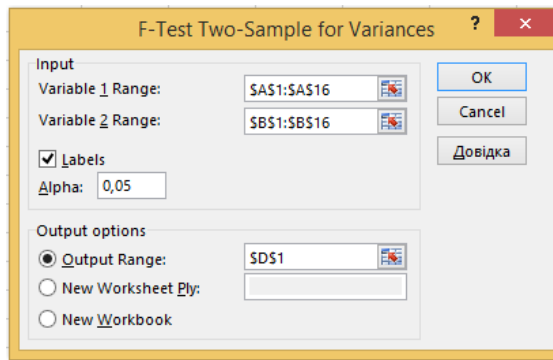 F-Test Two-Sample for Variances
?
Input
Variable 1 Range:
$A$1:$A$16
Variable 2 Range:
$B$1:$B$16
Labels
Alpha:
0,05
OK
Cancel
Довідка
Output options
Output Range:
$D$1
New Worksheet Ply:
New Workbook